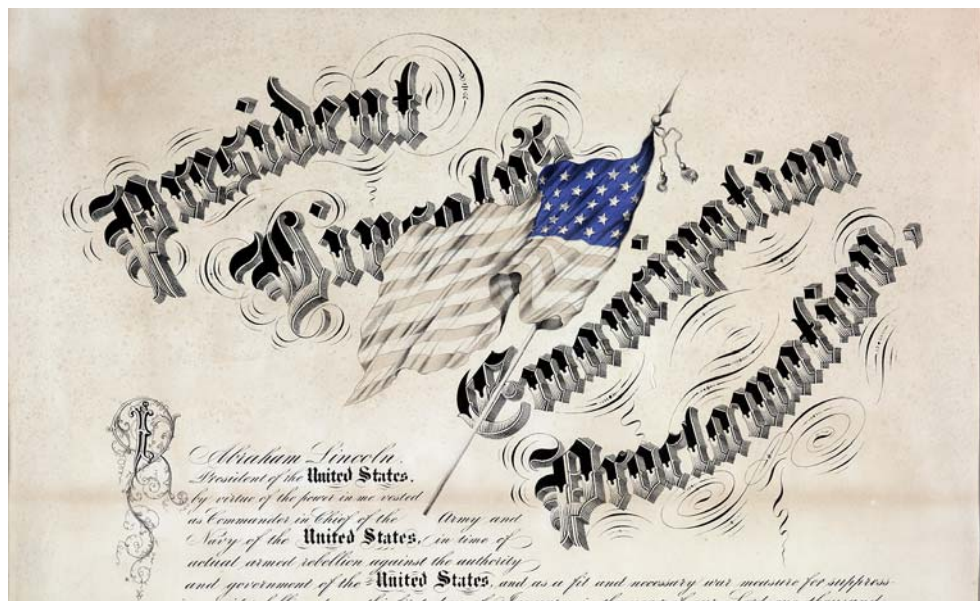 President
Lincoln's
Emancipation
Proclamation.
I
Abraham Lincoln.
President of the United States,
by virtue of the power in me vested
as Commander in Chief of the Army and
Navy of the United States, in time of
actual armed rebellion against the authority
and government of the United States, and as a fit and necessary war measure for suppress-